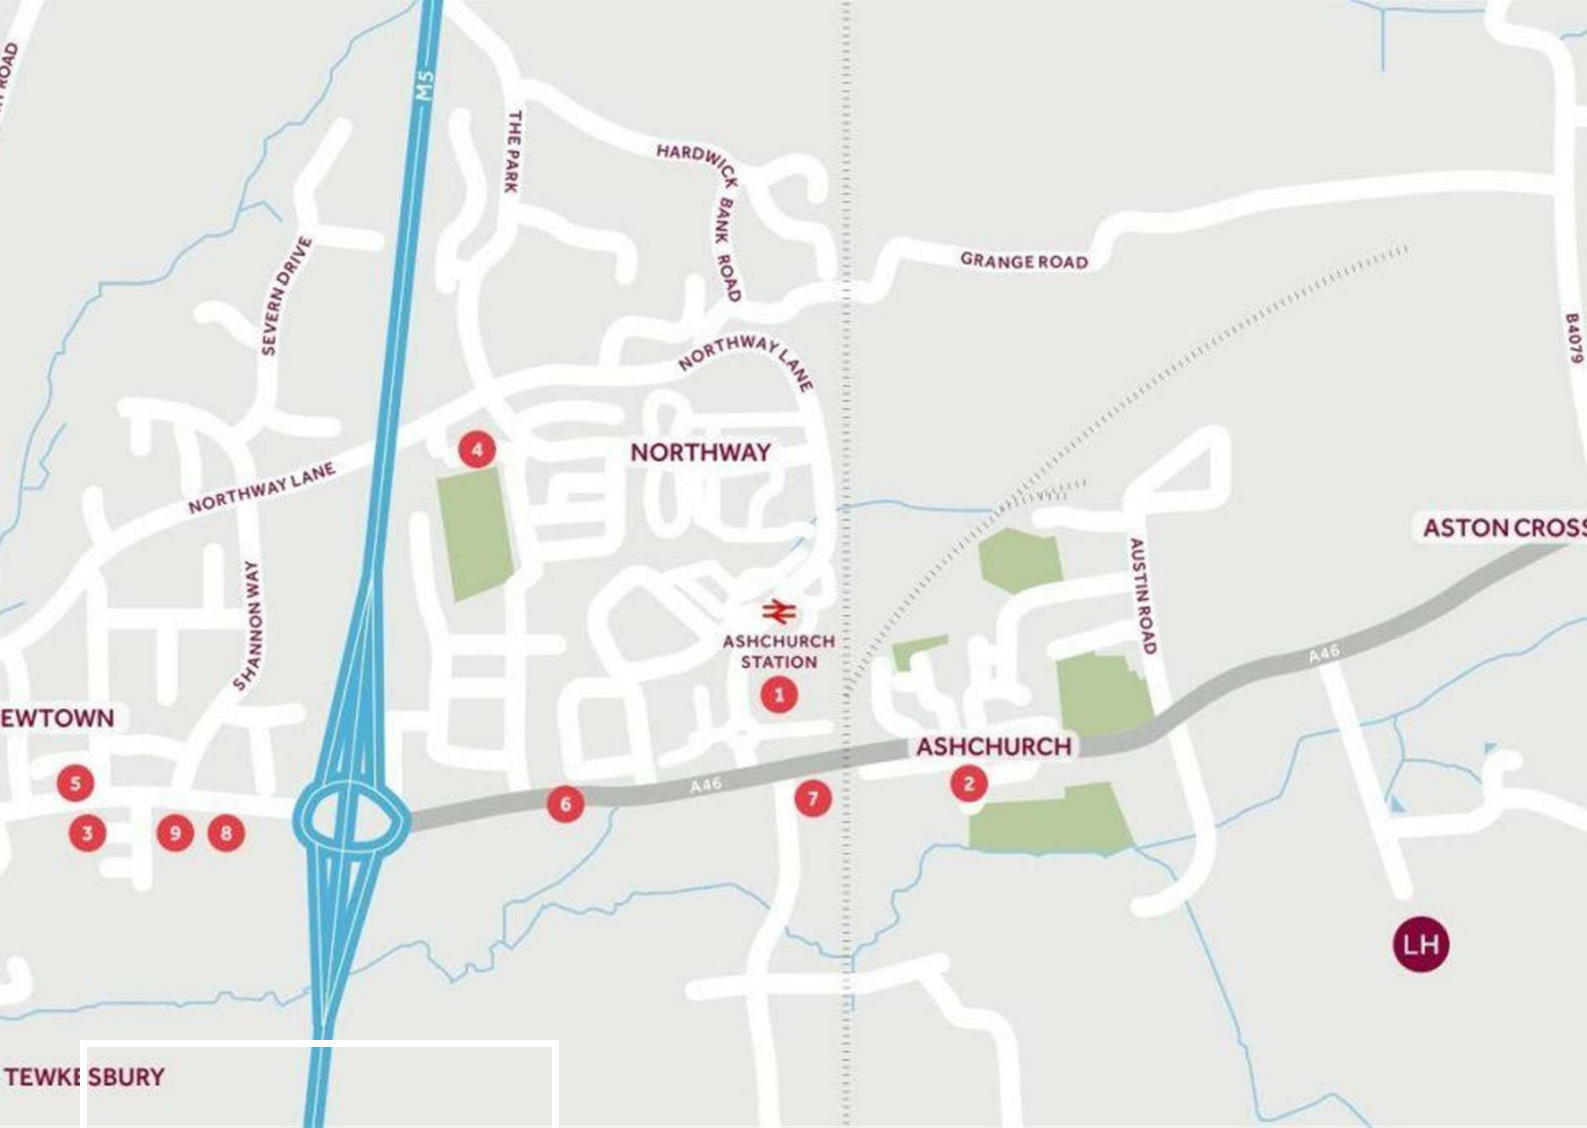 M5
THE PARK
HARDWICK BANK ROAD
GRANGE ROAD
SEVERN DRIVE
B4079
NORTHWAY LANE
4
NORTHWAY
NORTHWAY LANE
ASTON CROSS
AUSTIN ROAD
SHANNON WAY
ASHCHURCH
STATION
A46
1
EWTOWN
ASHCHURCH
5
A46
2
6
7
3
9
8
LH
TEWKESBURY
ROAD